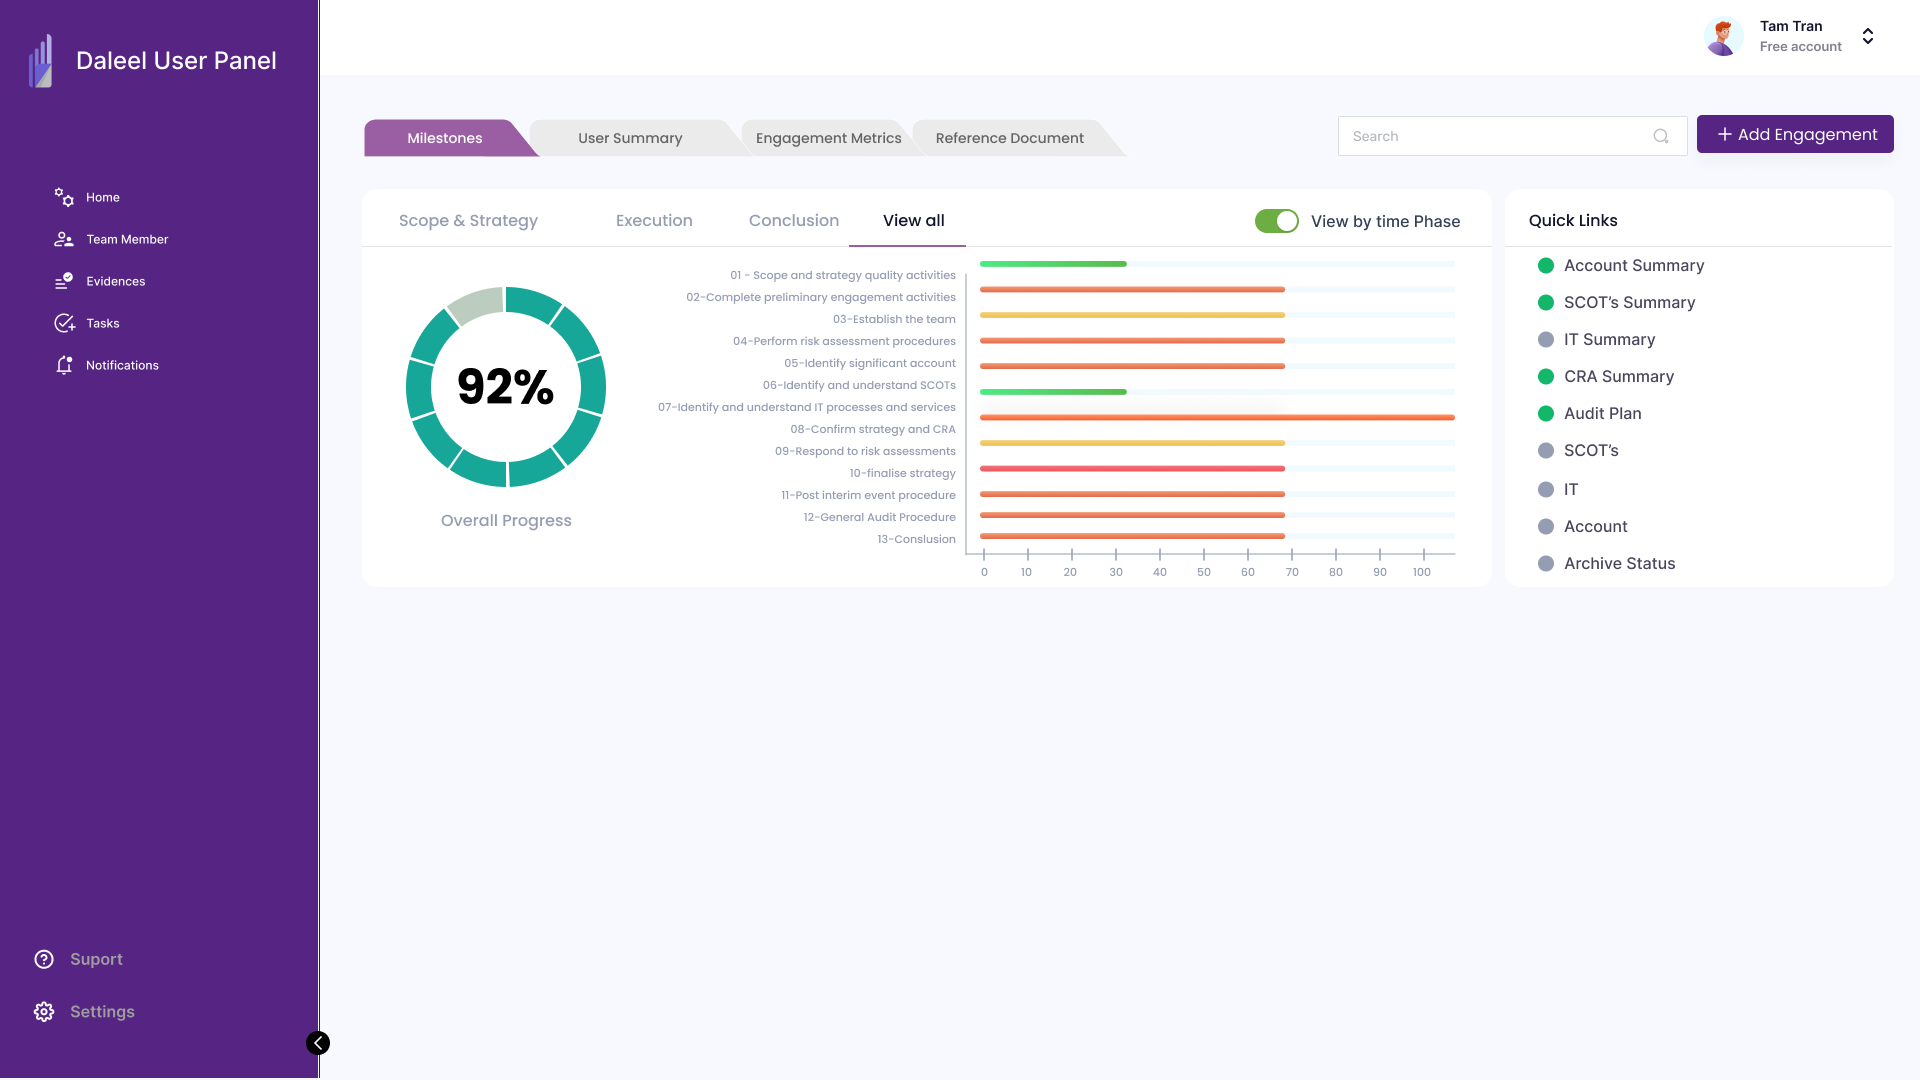 Daleel User Panel
Tam Tran
Free account
Home
Team Member
Evidences
Tasks
Notifications
Suport
Settings
Milestones
User Summary
Engagement Metrics
Reference Document
Search
+ Add Engagement
Scope & Strategy
Execution
Conclusion
View all
View by time Phase
92%
Overall Progress
01 - Scope and strategy quality activities
02-Complete preliminary engagement activities
03-Establish the team
04-Perform risk assessment procedures
05-Identify significant account
06-Identify and understand SCOTs
07-Identify and understand IT processes and services
08-Confirm strategy and CRA
09-Respond to risk assessments
10-finalise strategy
11-Post interim event procedure
12-General Audit Procedure
13-Conslusion
0 10 20 30 40 50 60 70 80 90 100
Quick Links
Account Summary
SCOT’s Summary
IT Summary
CRA Summary
Audit Plan
SCOT’s
IT
Account
Archive Status